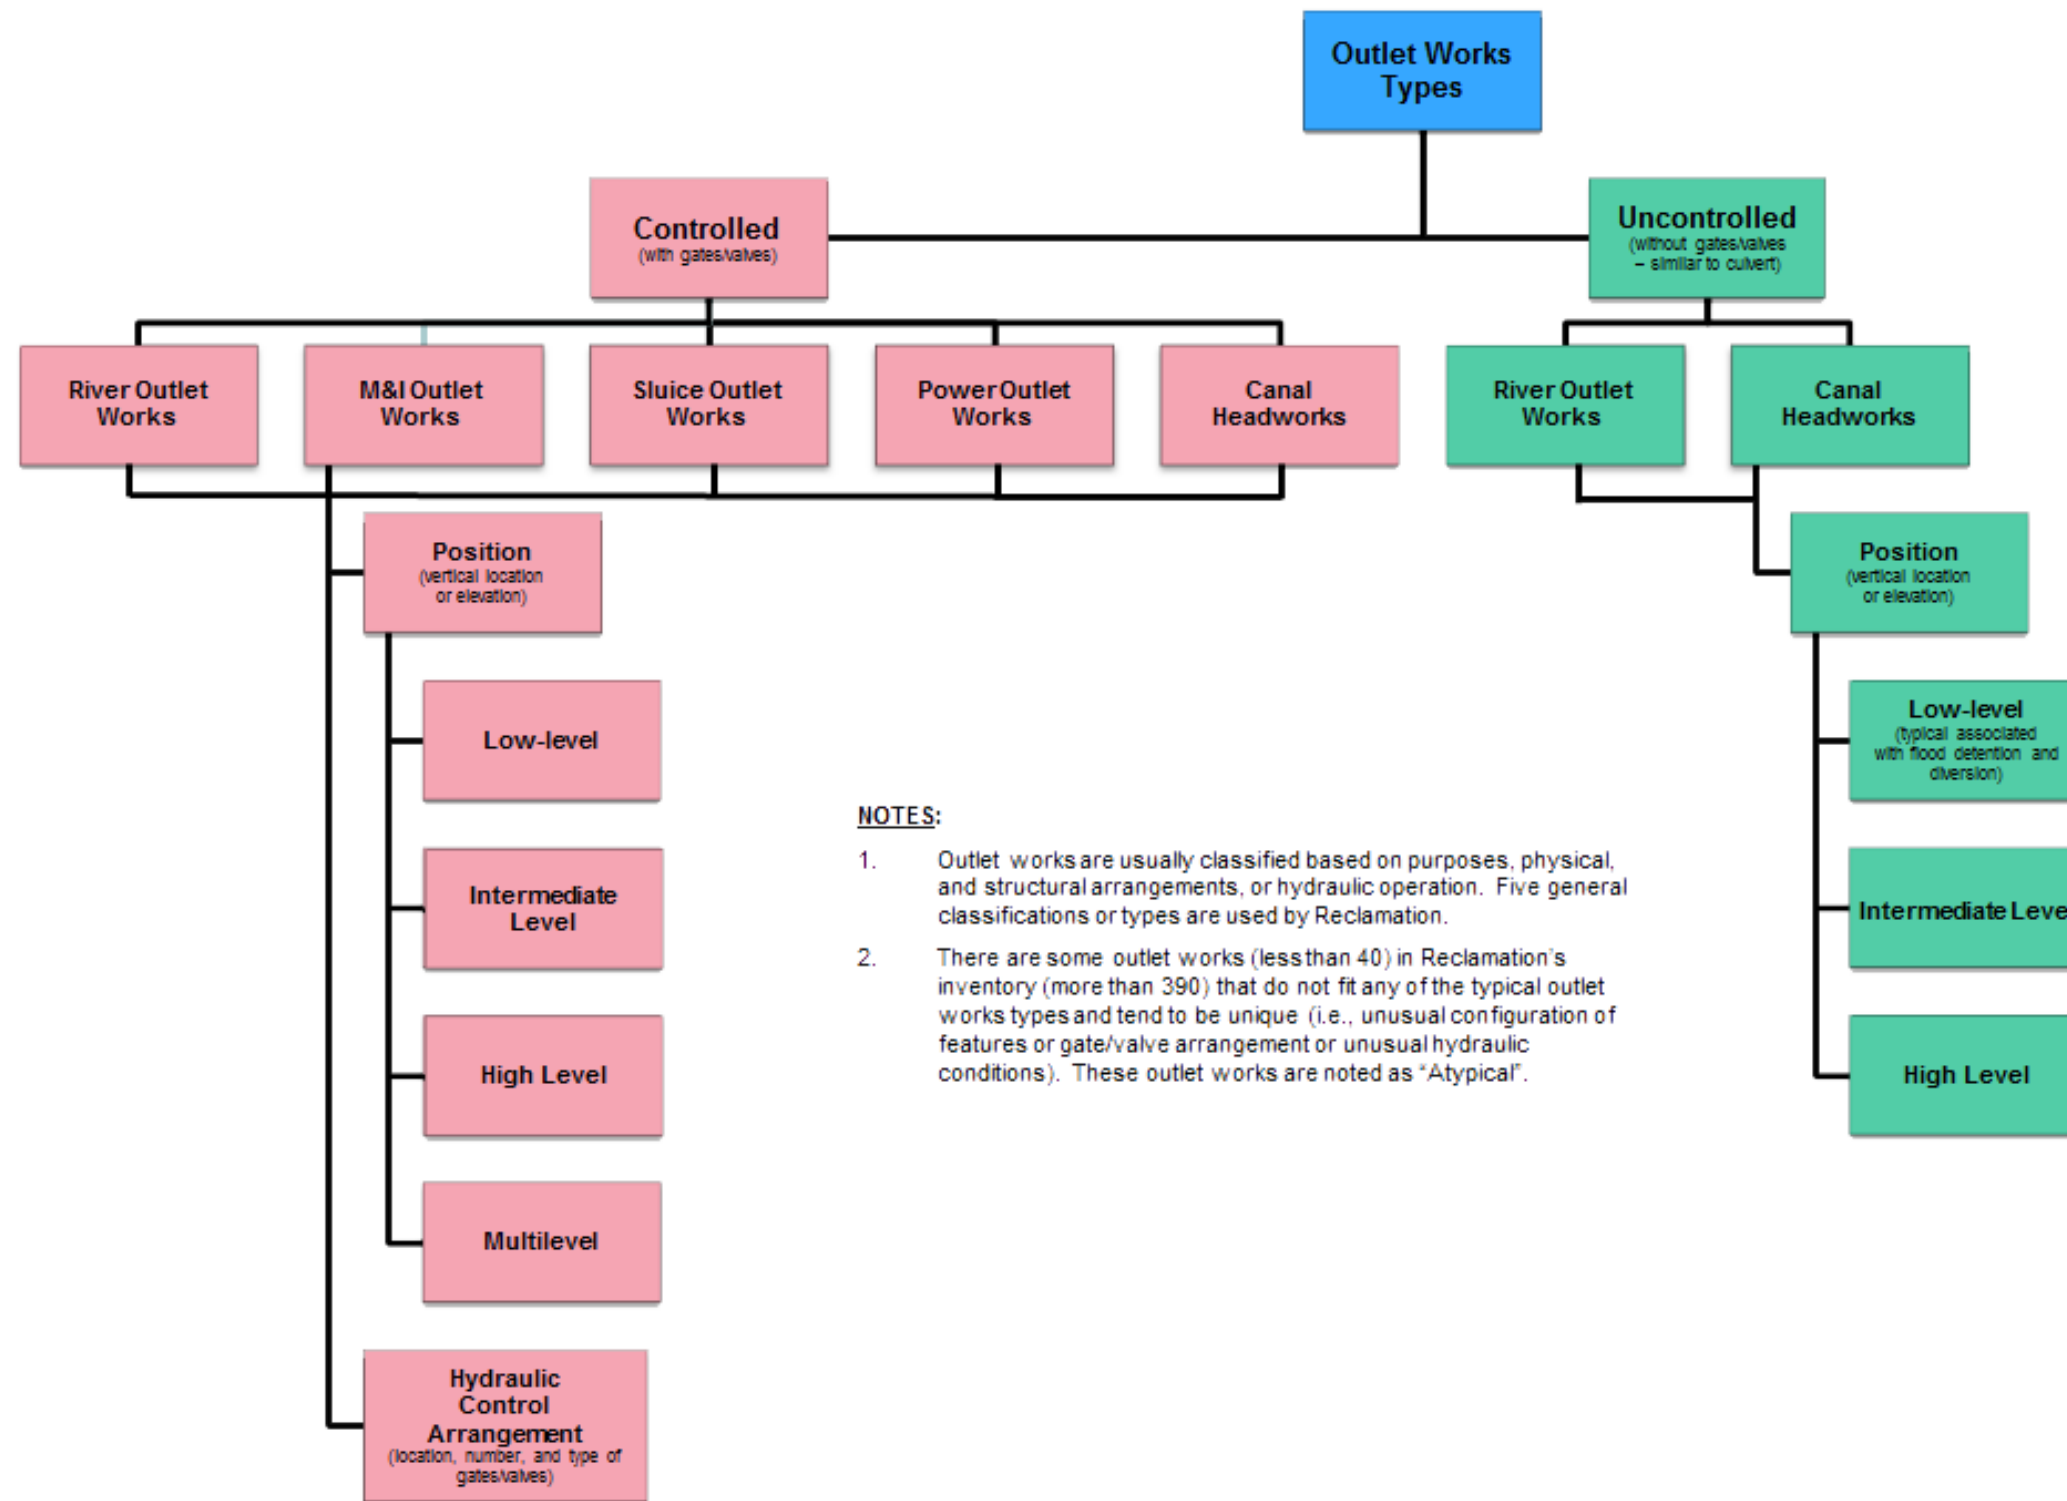 Outlet Works
Types
Controlled
(with gates/valves)
Uncontrolled
(without gates/valves
– similar to culvert)
River Outlet
Works
M&I Outlet
Works
Sluice Outlet
Works
Power Outlet
Works
Canal
Headworks
River Outlet
Works
Canal
Headworks
Position
(vertical location
or elevation)
Low-level
Intermediate
Level
High Level
Multilevel
Hydraulic
Control
Arrangement
(location, number, and type of
gates/valves)
Position
(vertical location
or elevation)
Low-level
(typical associated
with flood detention and
diversion)
Intermediate Leve
High Level
NOTES:
1. Outlet works are usually classified based on purposes, physical,
and structural arrangements, or hydraulic operation. Five general
classifications or types are used by Reclamation.
2. There are some outlet works (less than 40) in Reclamation's
inventory (more than 390) that do not fit any of the typical outlet
works types and tend to be unique (i.e., unusual configuration of
features or gate/valve arrangement or unusual hydraulic
conditions). These outlet works are noted as "Atypical".